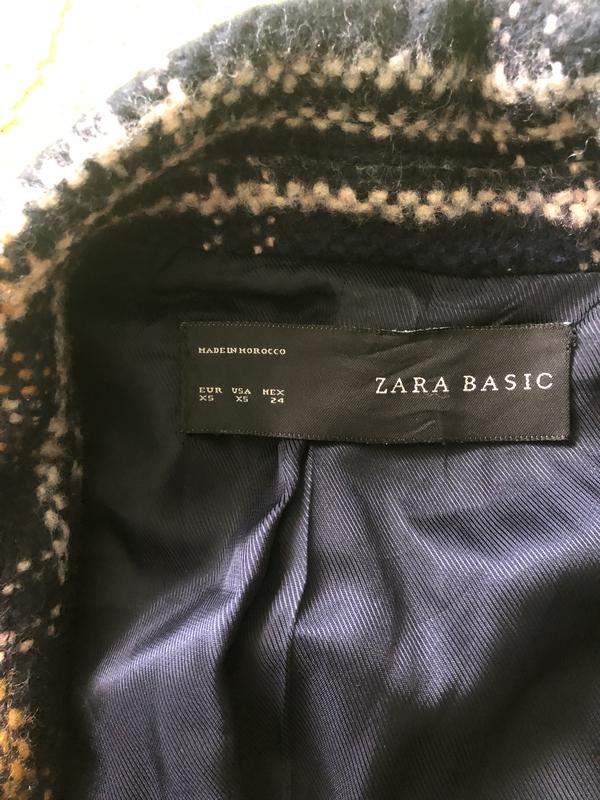 MADE IN MOROCCO
EUR USA MEX
XS XS 24
ZARA BASIC